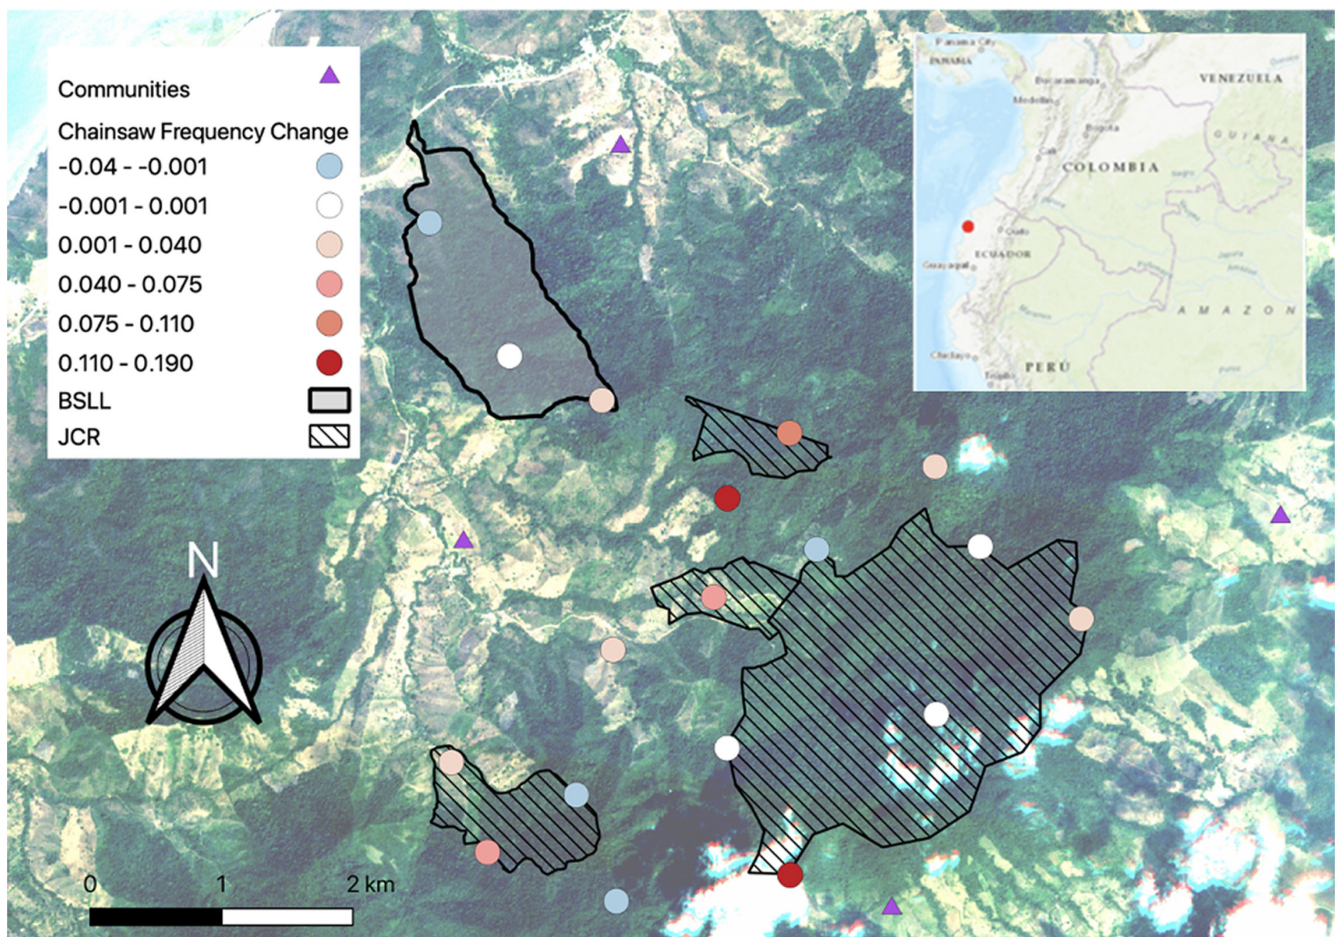 Communities
Chainsaw Frequency Change
-0.04 - -0.001
-0.001 - 0.001
0.001 - 0.040
0.040 - 0.075
0.075 - 0.110
0.110 - 0.190
BSLL
JCR
N
0 1 2 km
Panama City
PANAMA
Bucaramanga
VENEZUELA
Medellin
GUIANA
Bogota
Cali
COLOMBIA
Quito
ECUADOR
Guayaquil
AMAZON
Chiclayo
PERÚ
Trujillo